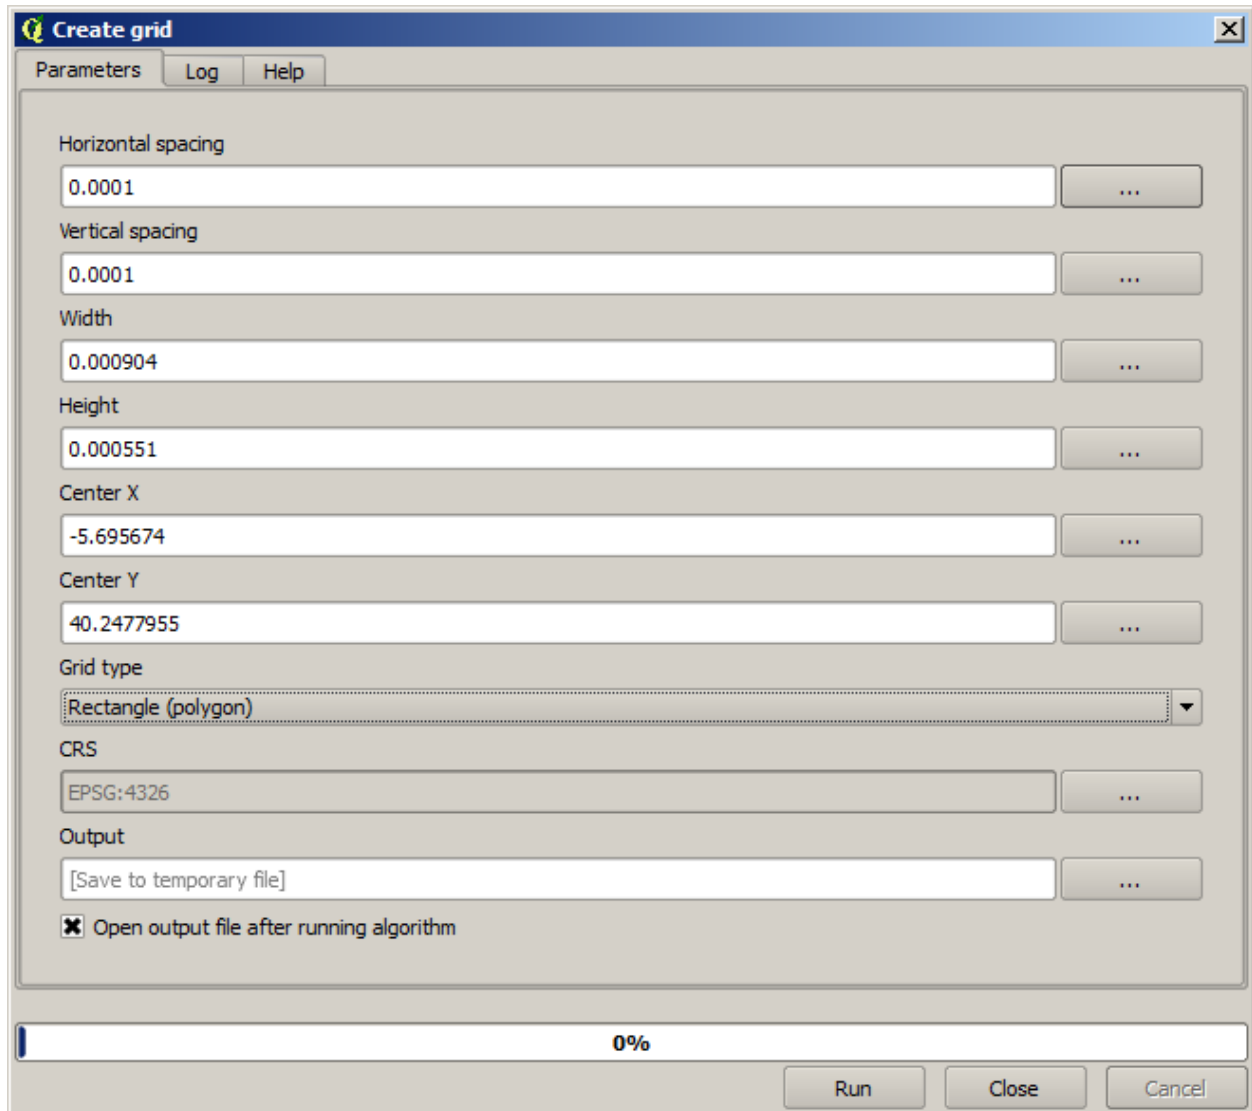 Create grid
Parameters Log Help
Horizontal spacing
0.0001 ...
Vertical spacing
0.0001 ...
Width
0.000904 ...
Height
0.000551 ...
Center X
-5.695674 ...
Center Y
40.2477955 ...
Grid type
Rectangle (polygon)
CRS
EPSG:4326 ...
Output
[Save to temporary file] ...
Open output file after running algorithm
0%
Run Close Cancel